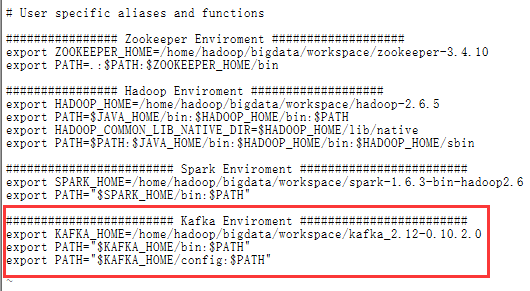 # User specific aliases and functions
################# Zookeeper Enviroment ###################
export ZOOKEEPER_HOME=/home/hadoop/bigdata/workspace/zookeeper-3.4.10
export PATH=.:$PATH:$ZOOKEEPER_HOME/bin
################ Hadoop Enviroment ###################
export HADOOP_HOME=/home/hadoop/bigdata/workspace/hadoop-2.6.5
export PATH=$JAVA_HOME/bin:$HADOOP_HOME/bin:$PATH
export HADOOP_COMMON_LIB_NATIVE_DIR=$HADOOP_HOME/lib/native
export PATH=$PATH:$JAVA_HOME/bin:$HADOOP_HOME/bin:$HADOOP_HOME/sbin
######################### Spark Enviroment #########################
export SPARK_HOME=/home/hadoop/bigdata/workspace/spark-1.6.3-bin-hadoop2.6
export PATH="$SPARK_HOME/bin:$PATH"
######################### Kafka Enviroment #########################
export KAFKA_HOME=/home/hadoop/bigdata/workspace/kafka_2.12-0.10.2.0
export PATH="$KAFKA_HOME/bin:$PATH"
export PATH="$KAFKA_HOME/config:$PATH"
~